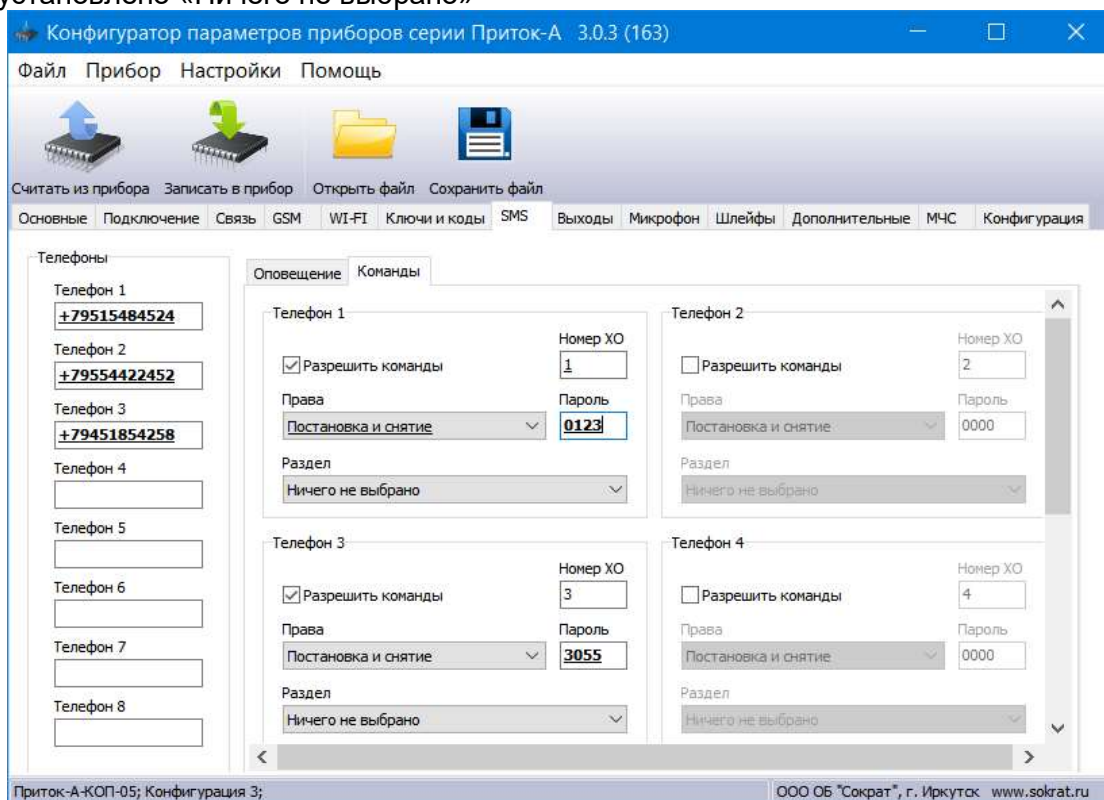 установлено «Ничего не выбрано»
Конфигуратор параметров приборов серии Приток-А 3.0.3 (163)
Файл Прибор Настройки Помощь
Считать из прибора Записать в прибор Открыть файл Сохранить файл
Основные Подключение Связь GSM WI-FI Ключи и коды SMS Выходы Микрофон Шлейфы Дополнительные МЧС Конфигурация
Телефоны
Телефон 1
+79515484524
Телефон 2
+79554422452
Телефон 3
+79451854258
Телефон 4
Телефон 5
Телефон 6
Телефон 7
Телефон 8
Оповещение Команды
Телефон 1
Номер ХО
Разрешить команды 1
Права Пароль
Постановка и снятие 0123
Раздел
Ничего не выбрано
Телефон 2
Номер ХО
Разрешить команды 2
Права Пароль
Постановка и снятие 0000
Раздел
Ничего не выбрано
Телефон 3
Номер ХО
Разрешить команды 3
Права Пароль
Постановка и снятие 3055
Раздел
Ничего не выбрано
Телефон 4
Номер ХО
Разрешить команды 4
Права Пароль
Постановка и снятие 0000
Раздел
Ничего не выбрано
Приток-А-КОП-05; Конфигурация 3; ООО ОБ "Сократ", г. Иркутск www.sokrat.ru